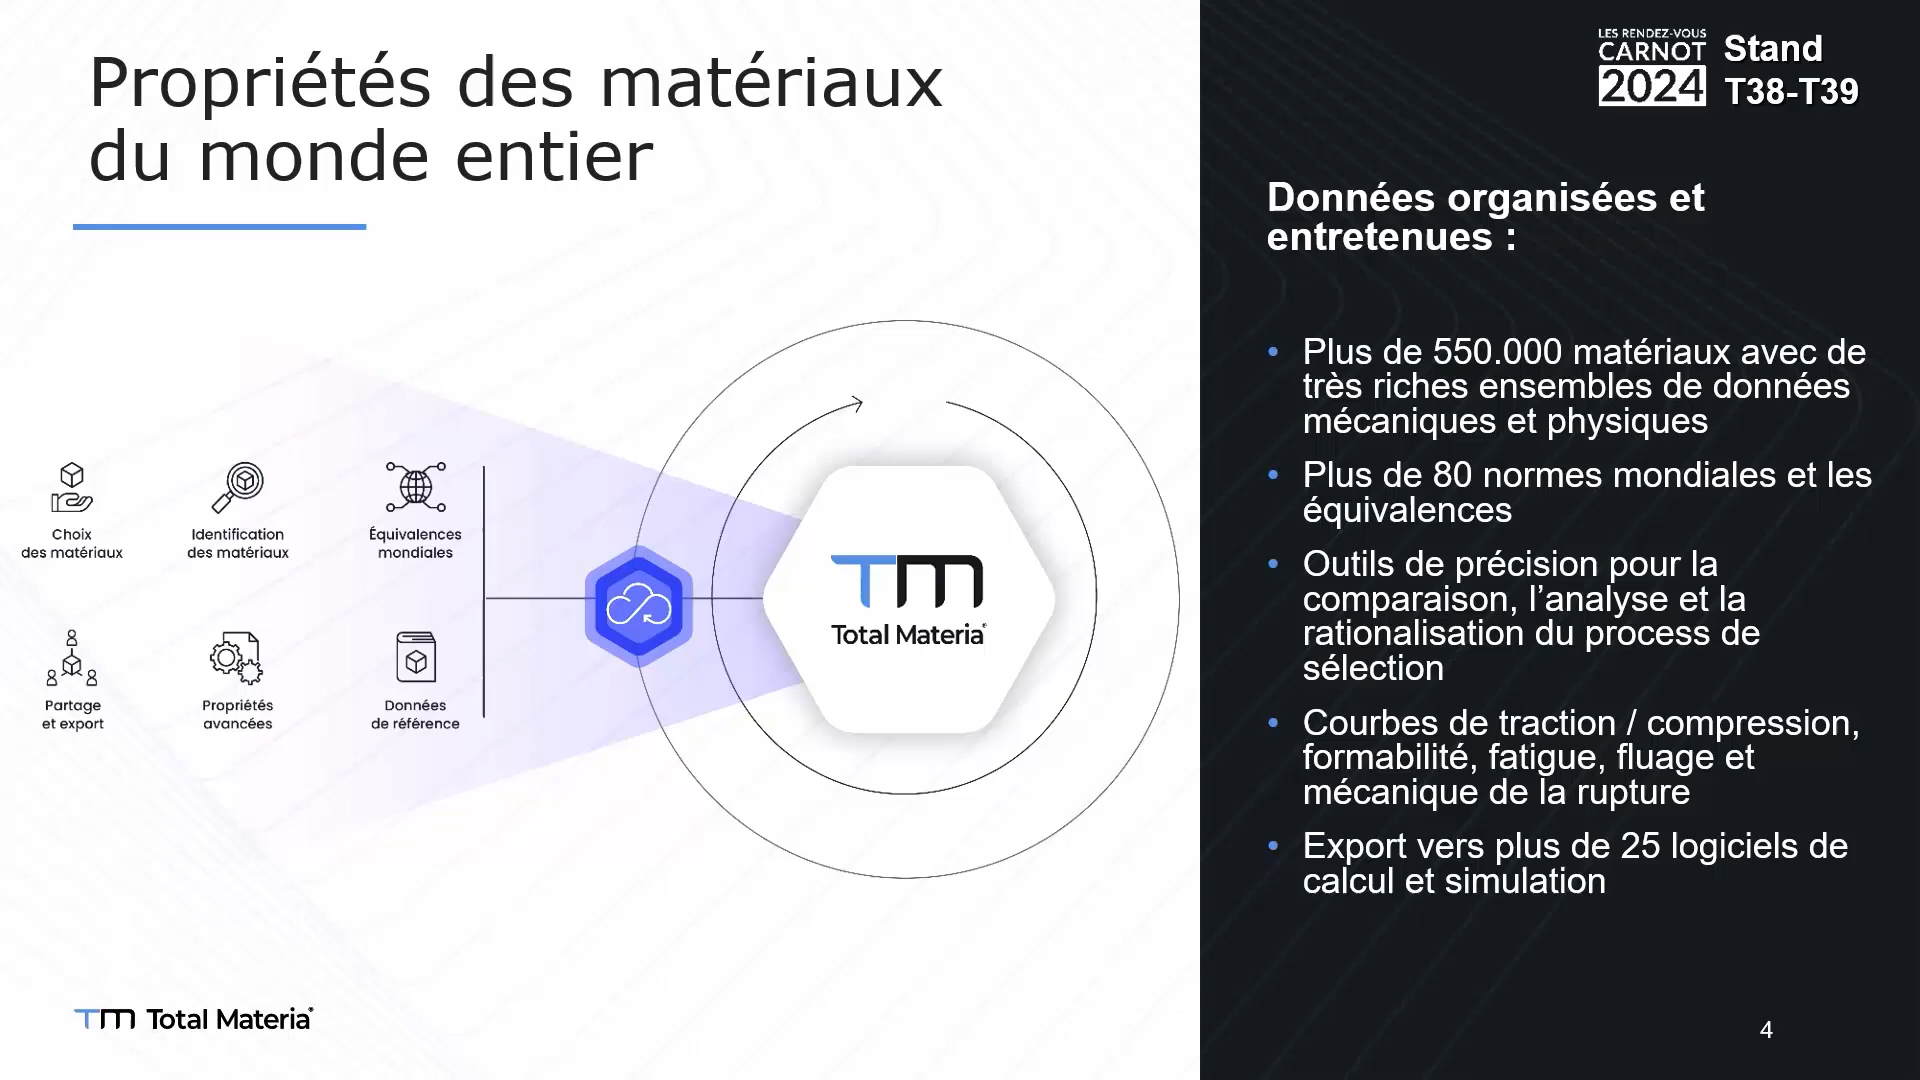 Propriétés des matériaux
du monde entier
LES RENDEZ-VOUS
CARNOT
2024
Stand
T38-T39
Choix
des matériaux
Identification
des matériaux
Équivalences
mondiales
Partage
et export
Propriétés
avancées
Données
de référence
TM
Total Materia®
Données organisées et
entretenues :
• Plus de 550.000 matériaux avec de
très riches ensembles de données
mécaniques et physiques
• Plus de 80 normes mondiales et les
équivalences
• Outils de précision pour la
comparaison, l’analyse et la
rationalisation du process de
sélection
• Courbes de traction / compression,
formabilité, fatigue, fluage et
mécanique de la rupture
• Export vers plus de 25 logiciels de
calcul et simulation
TM Total Materia®
4